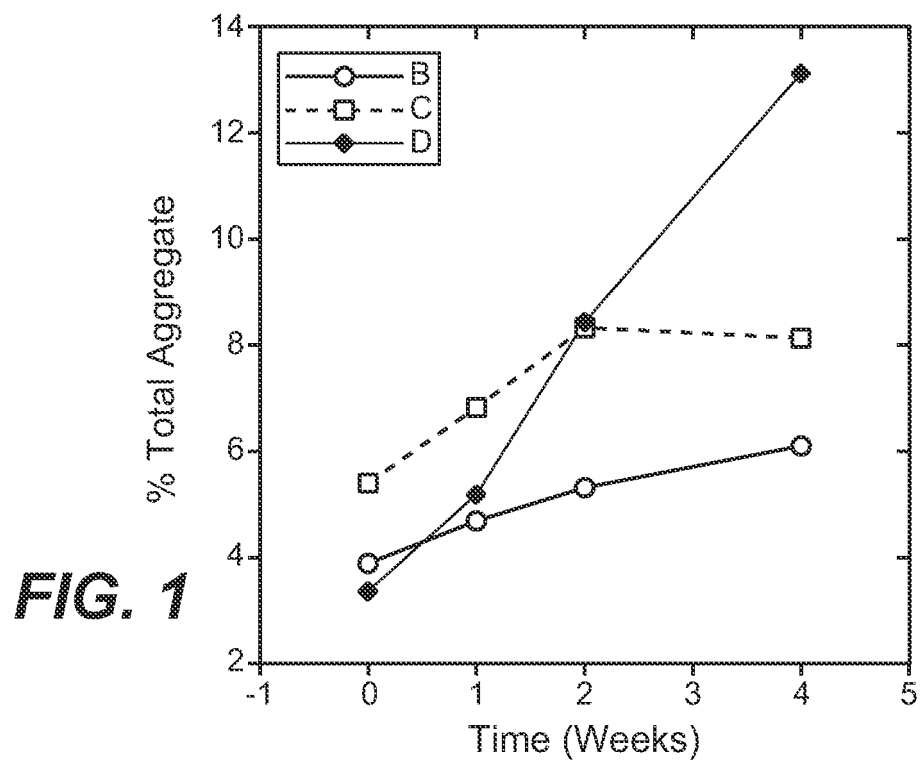 14
12
10
8
6
4
2
B
C
D
% Total Aggregate
FIG. 1
-1 0 1 2 3 4 5
Time (Weeks)